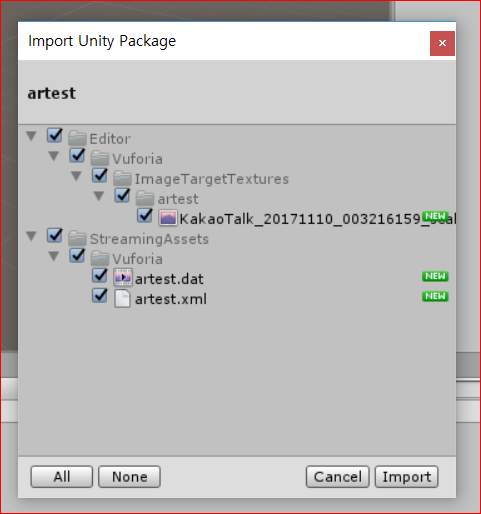 Import Unity Package
artest
Editor
Vuforia
ImageTargetTextures
artest
KakaoTalk_20171110_003216159_ NEW
StreamingAssets
Vuforia
artest.dat NEW
artest.xml NEW
All None Cancel Import